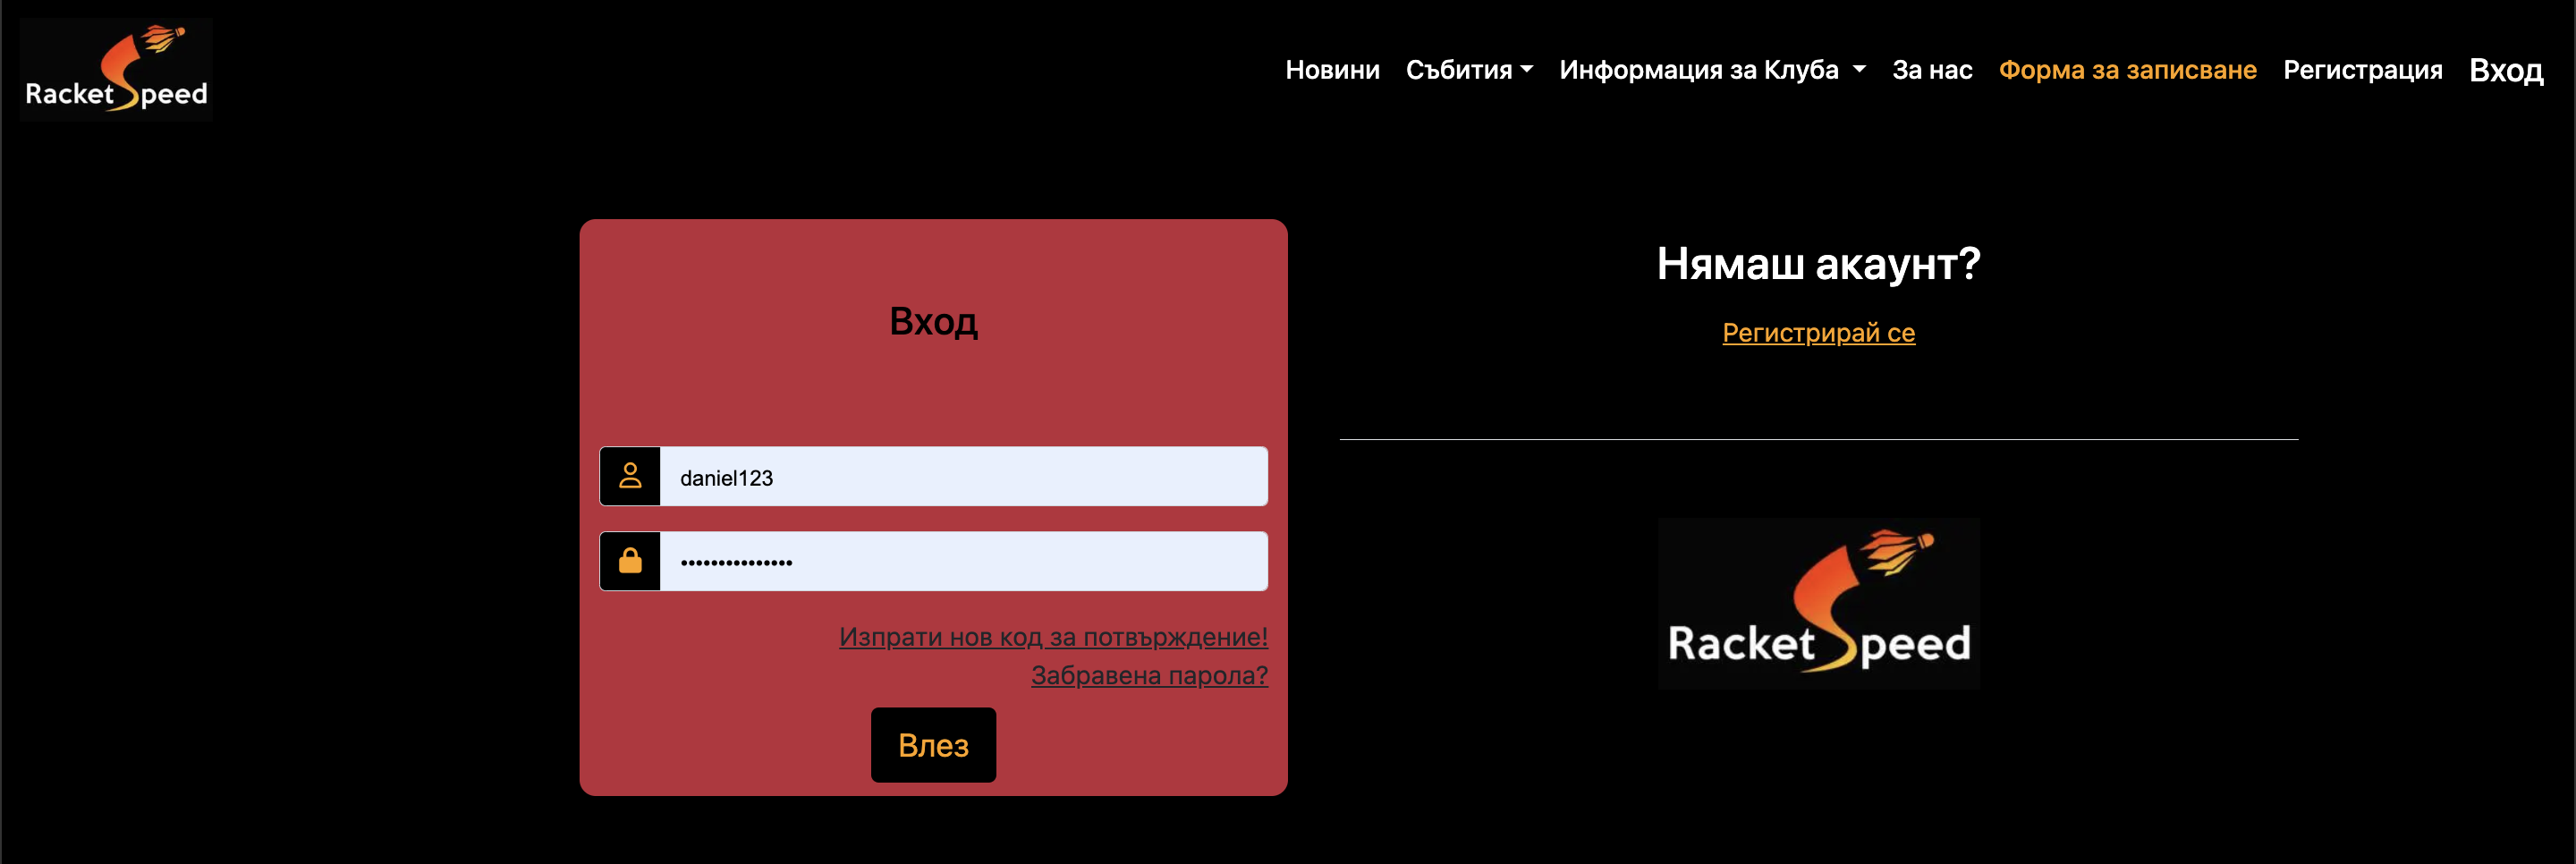 RacketSpeed
Новини Събития Информация за Клуба За нас Форма за записване Регистрация Вход
Вход
daniel123
•••••••••••••••
Изпрати нов код за потвърждение!
Забравена парола?
Влез
Нямаш акаунт?
Регистрирай се
RacketSpeed